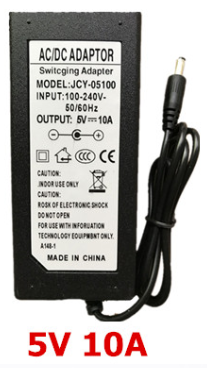 AC/DC ADAPTOR
Switcging Adapter
MODEL:JCY-05100
INPUT:100-240V-
50/60Hz
OUTPUT: 5V⎓10A
CAUTION:
.INDOR USE ONLY
CAUTION:
ROSK OF ELECTRONIC SHOCK
DO NOT OPEN
FOR USE WITH INFORUATION
TECHNOLOGY EQUIPMENT ONLY.
A140-1
MADE IN CHINA
5V 10A